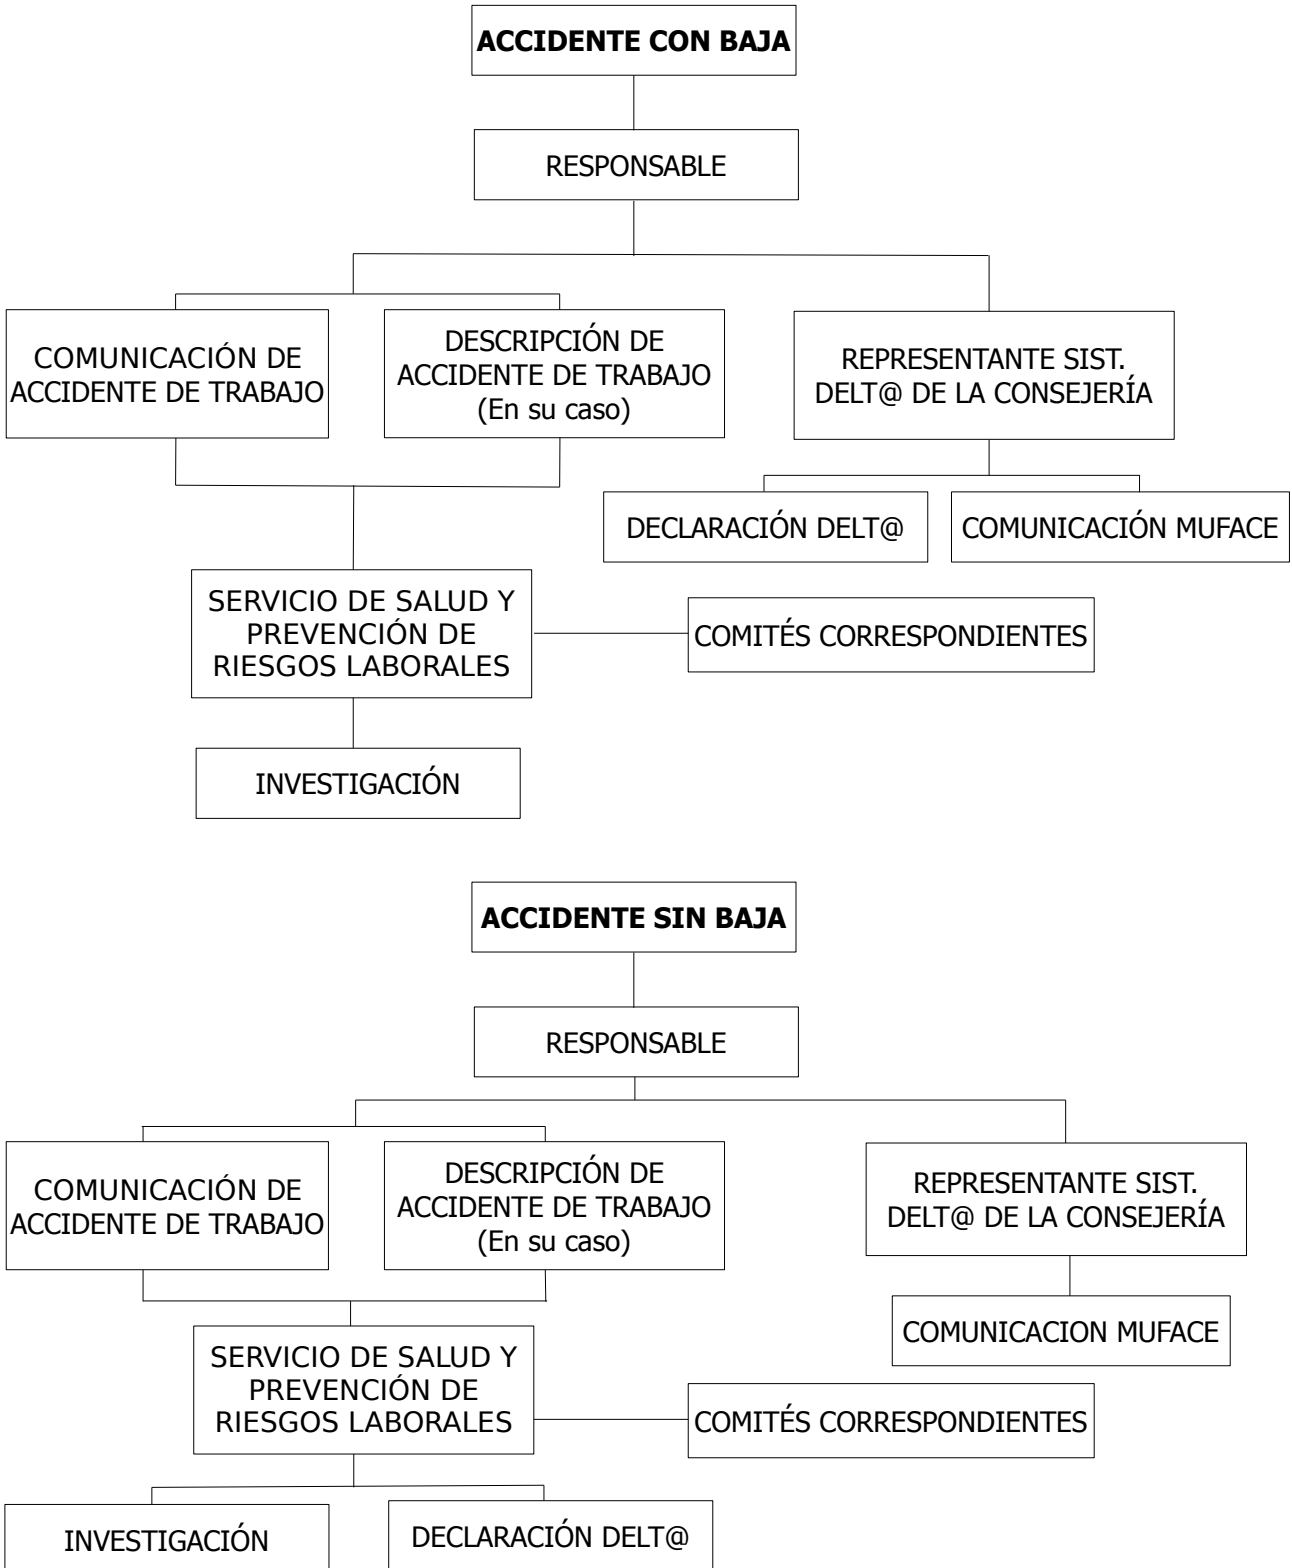 ACCIDENTE CON BAJA
RESPONSABLE
COMUNICACIÓN DE
ACCIDENTE DE TRABAJO
DESCRIPCIÓN DE
ACCIDENTE DE TRABAJO
(En su caso)
REPRESENTANTE SIST.
DELT@ DE LA CONSEJERÍA
DECLARACIÓN DELT@
COMUNICACIÓN MUFACE
SERVICIO DE SALUD Y
PREVENCIÓN DE
RIESGOS LABORALES
COMITÉS CORRESPONDIENTES
INVESTIGACIÓN
ACCIDENTE SIN BAJA
RESPONSABLE
COMUNICACIÓN DE
ACCIDENTE DE TRABAJO
DESCRIPCIÓN DE
ACCIDENTE DE TRABAJO
(En su caso)
REPRESENTANTE SIST.
DELT@ DE LA CONSEJERÍA
COMUNICACION MUFACE
SERVICIO DE SALUD Y
PREVENCIÓN DE
RIESGOS LABORALES
COMITÉS CORRESPONDIENTES
INVESTIGACIÓN
DECLARACIÓN DELT@